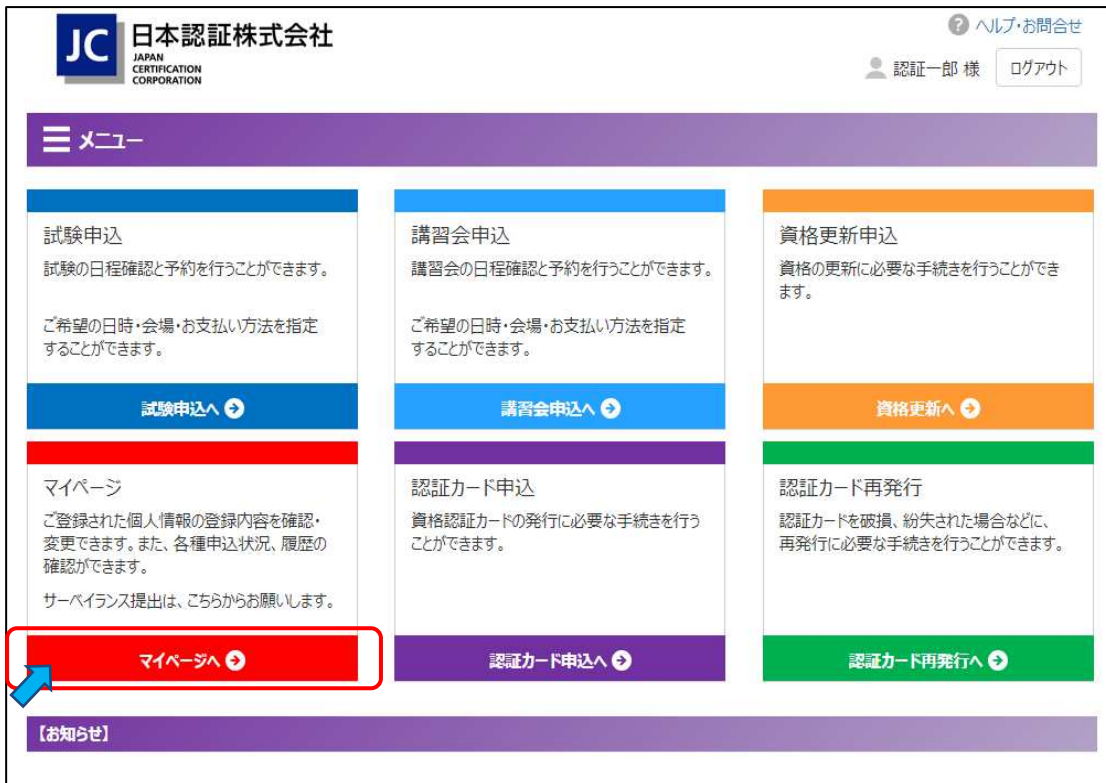 JC 日本認証株式会社
JAPAN
CERTIFICATION
CORPORATION
? ヘルプ・お問合せ
認証一郎 様 ログアウト
メニュー
試験申込
試験の日程確認と予約を行うことができます。
ご希望の日時・会場・お支払い方法を指定
することができます。
試験申込へ
講習会申込
講習会の日程確認と予約を行うことができます。
ご希望の日時・会場・お支払い方法を指定
することができます。
講習会申込へ
資格更新申込
資格の更新に必要な手続きを行うことができ
ます。
資格更新へ
マイページ
ご登録された個人情報の登録内容を確認・
変更できます。また、各種申込状況、履歴の
確認ができます。
サーベイランス提出は、こちらからお願いします。
マイページへ
認証カード申込
資格認証カードの発行に必要な手続きを行う
ことができます。
認証カード申込へ
認証カード再発行
認証カードを破損、紛失された場合などに、
再発行に必要な手続きを行うことができます。
認証カード再発行へ
【お知らせ】